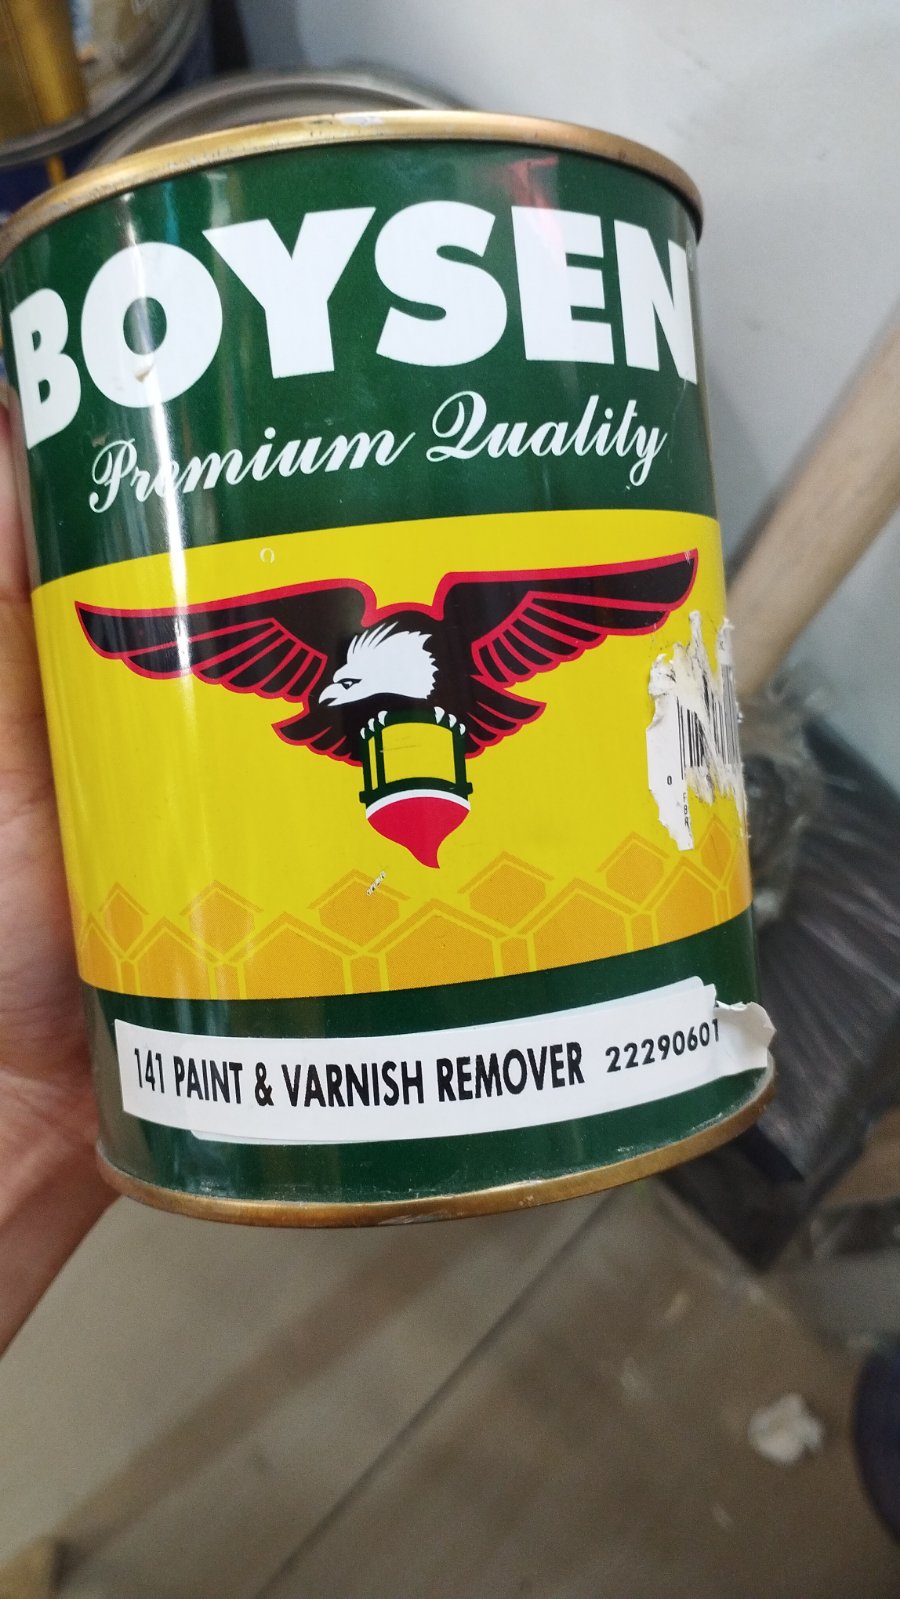 BOYSEN
Premium Quality
141 PAINT & VARNISH REMOVER 22290601